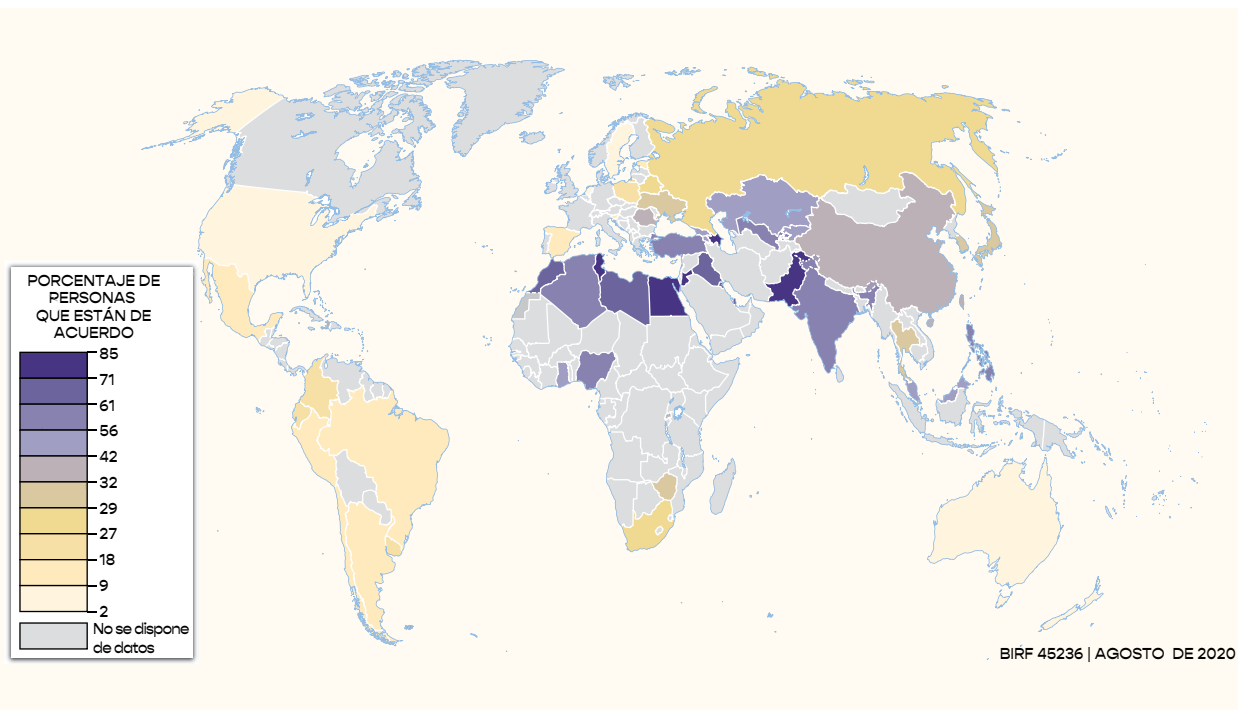 PORCENTAJE DE
PERSONAS
QUE ESTÁN DE
ACUERDO
85
71
61
56
42
32
29
27
18
9
2
No se dispone
de datos
BIRF 45236 | AGOSTO DE 2020